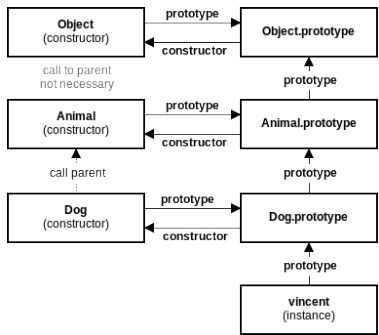 Object
(constructor)
prototype
constructor
Object.prototype
call to parent
not necessary
prototype
Animal
(constructor)
prototype
constructor
Animal.prototype
call parent
prototype
Dog
(constructor)
prototype
constructor
Dog.prototype
prototype
vincent
(instance)